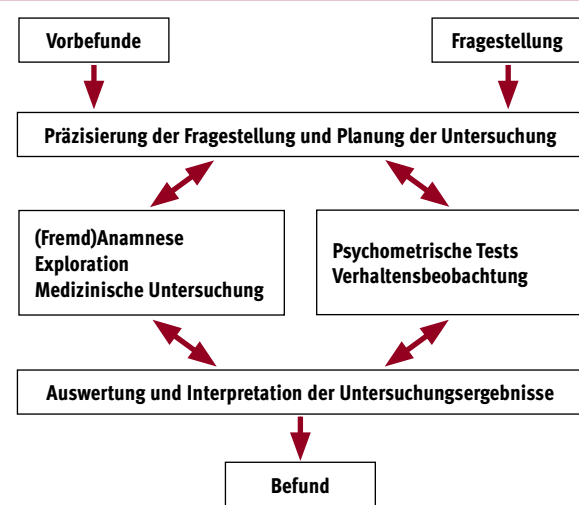 Vorbefunde
Fragestellung
Präzisierung der Fragestellung und Planung der Untersuchung
(Fremd)Anamnese
Exploration
Medizinische Untersuchung
Psychometrische Tests
Verhaltensbeobachtung
Auswertung und Interpretation der Untersuchungsergebnisse
Befund